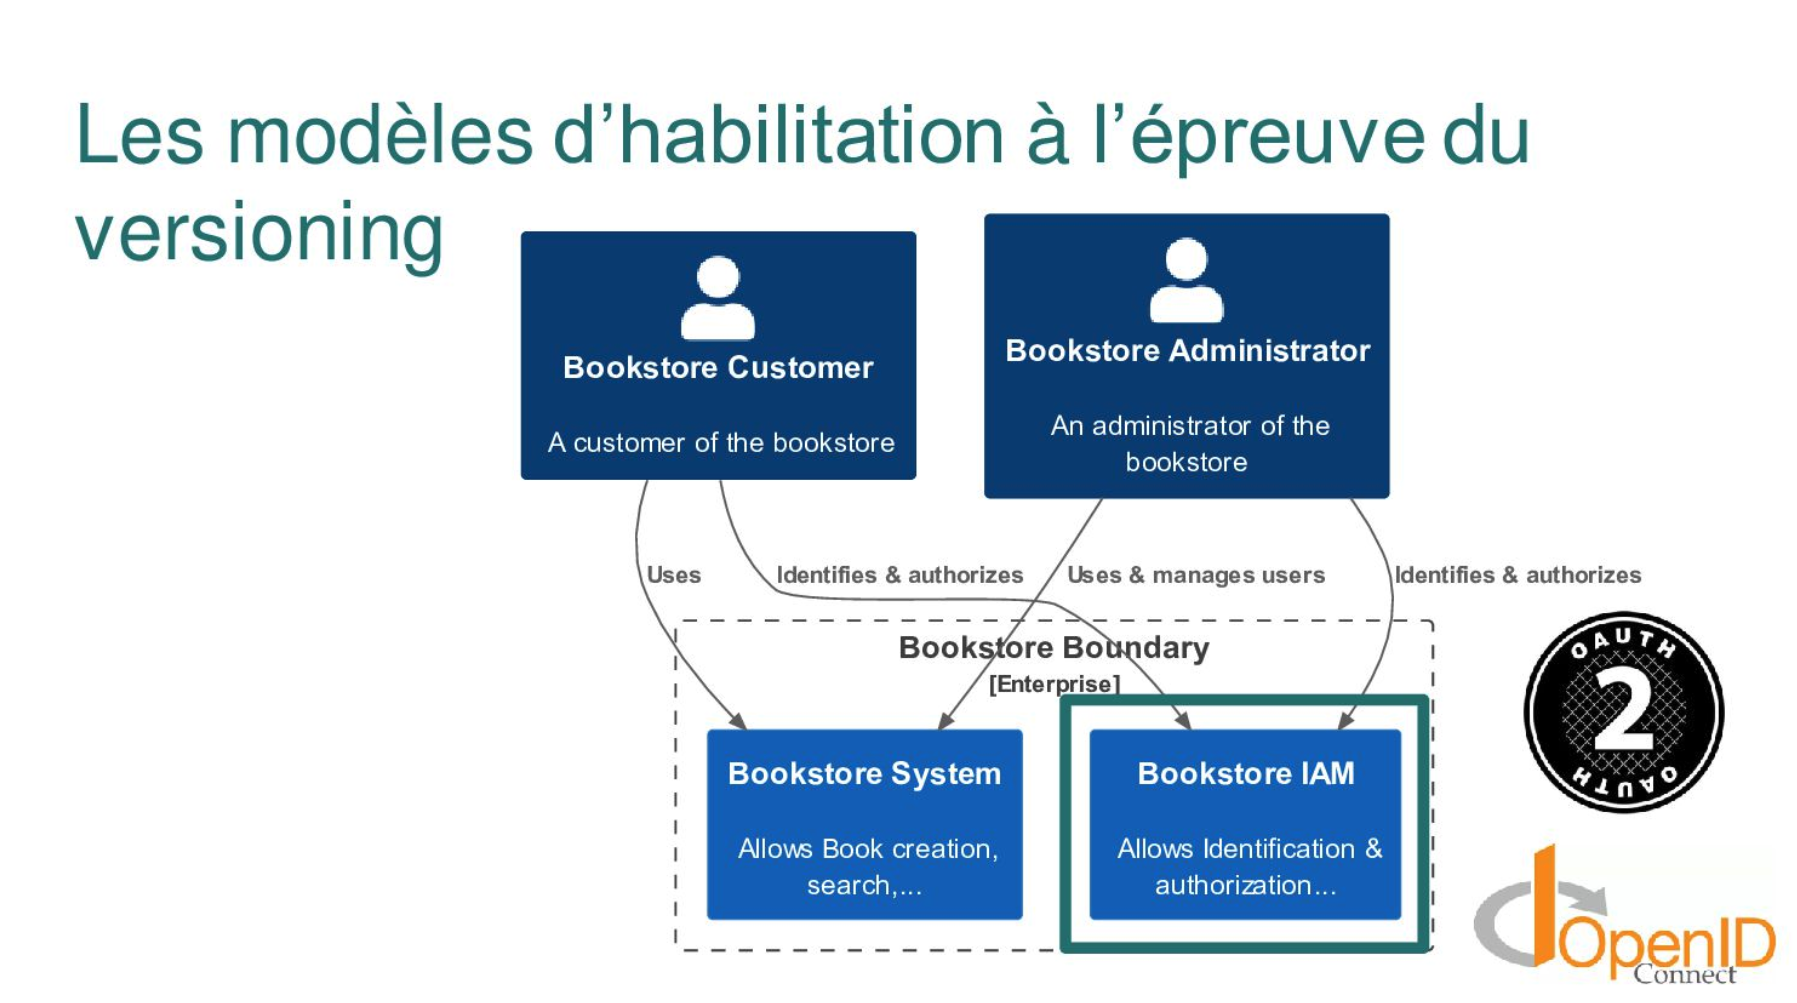 Les modèles d’habilitation à l’épreuve du
versioning
Bookstore Customer
A customer of the bookstore
Bookstore Administrator
An administrator of the
bookstore
Uses
Identifies & authorizes
Uses & manages users
Identifies & authorizes
Bookstore Boundary
[Enterprise]
Bookstore System
Allows Book creation,
search,...
Bookstore IAM
Allows Identification &
authorization...
OAUTH
2
OAUTH
OpenID
Connect